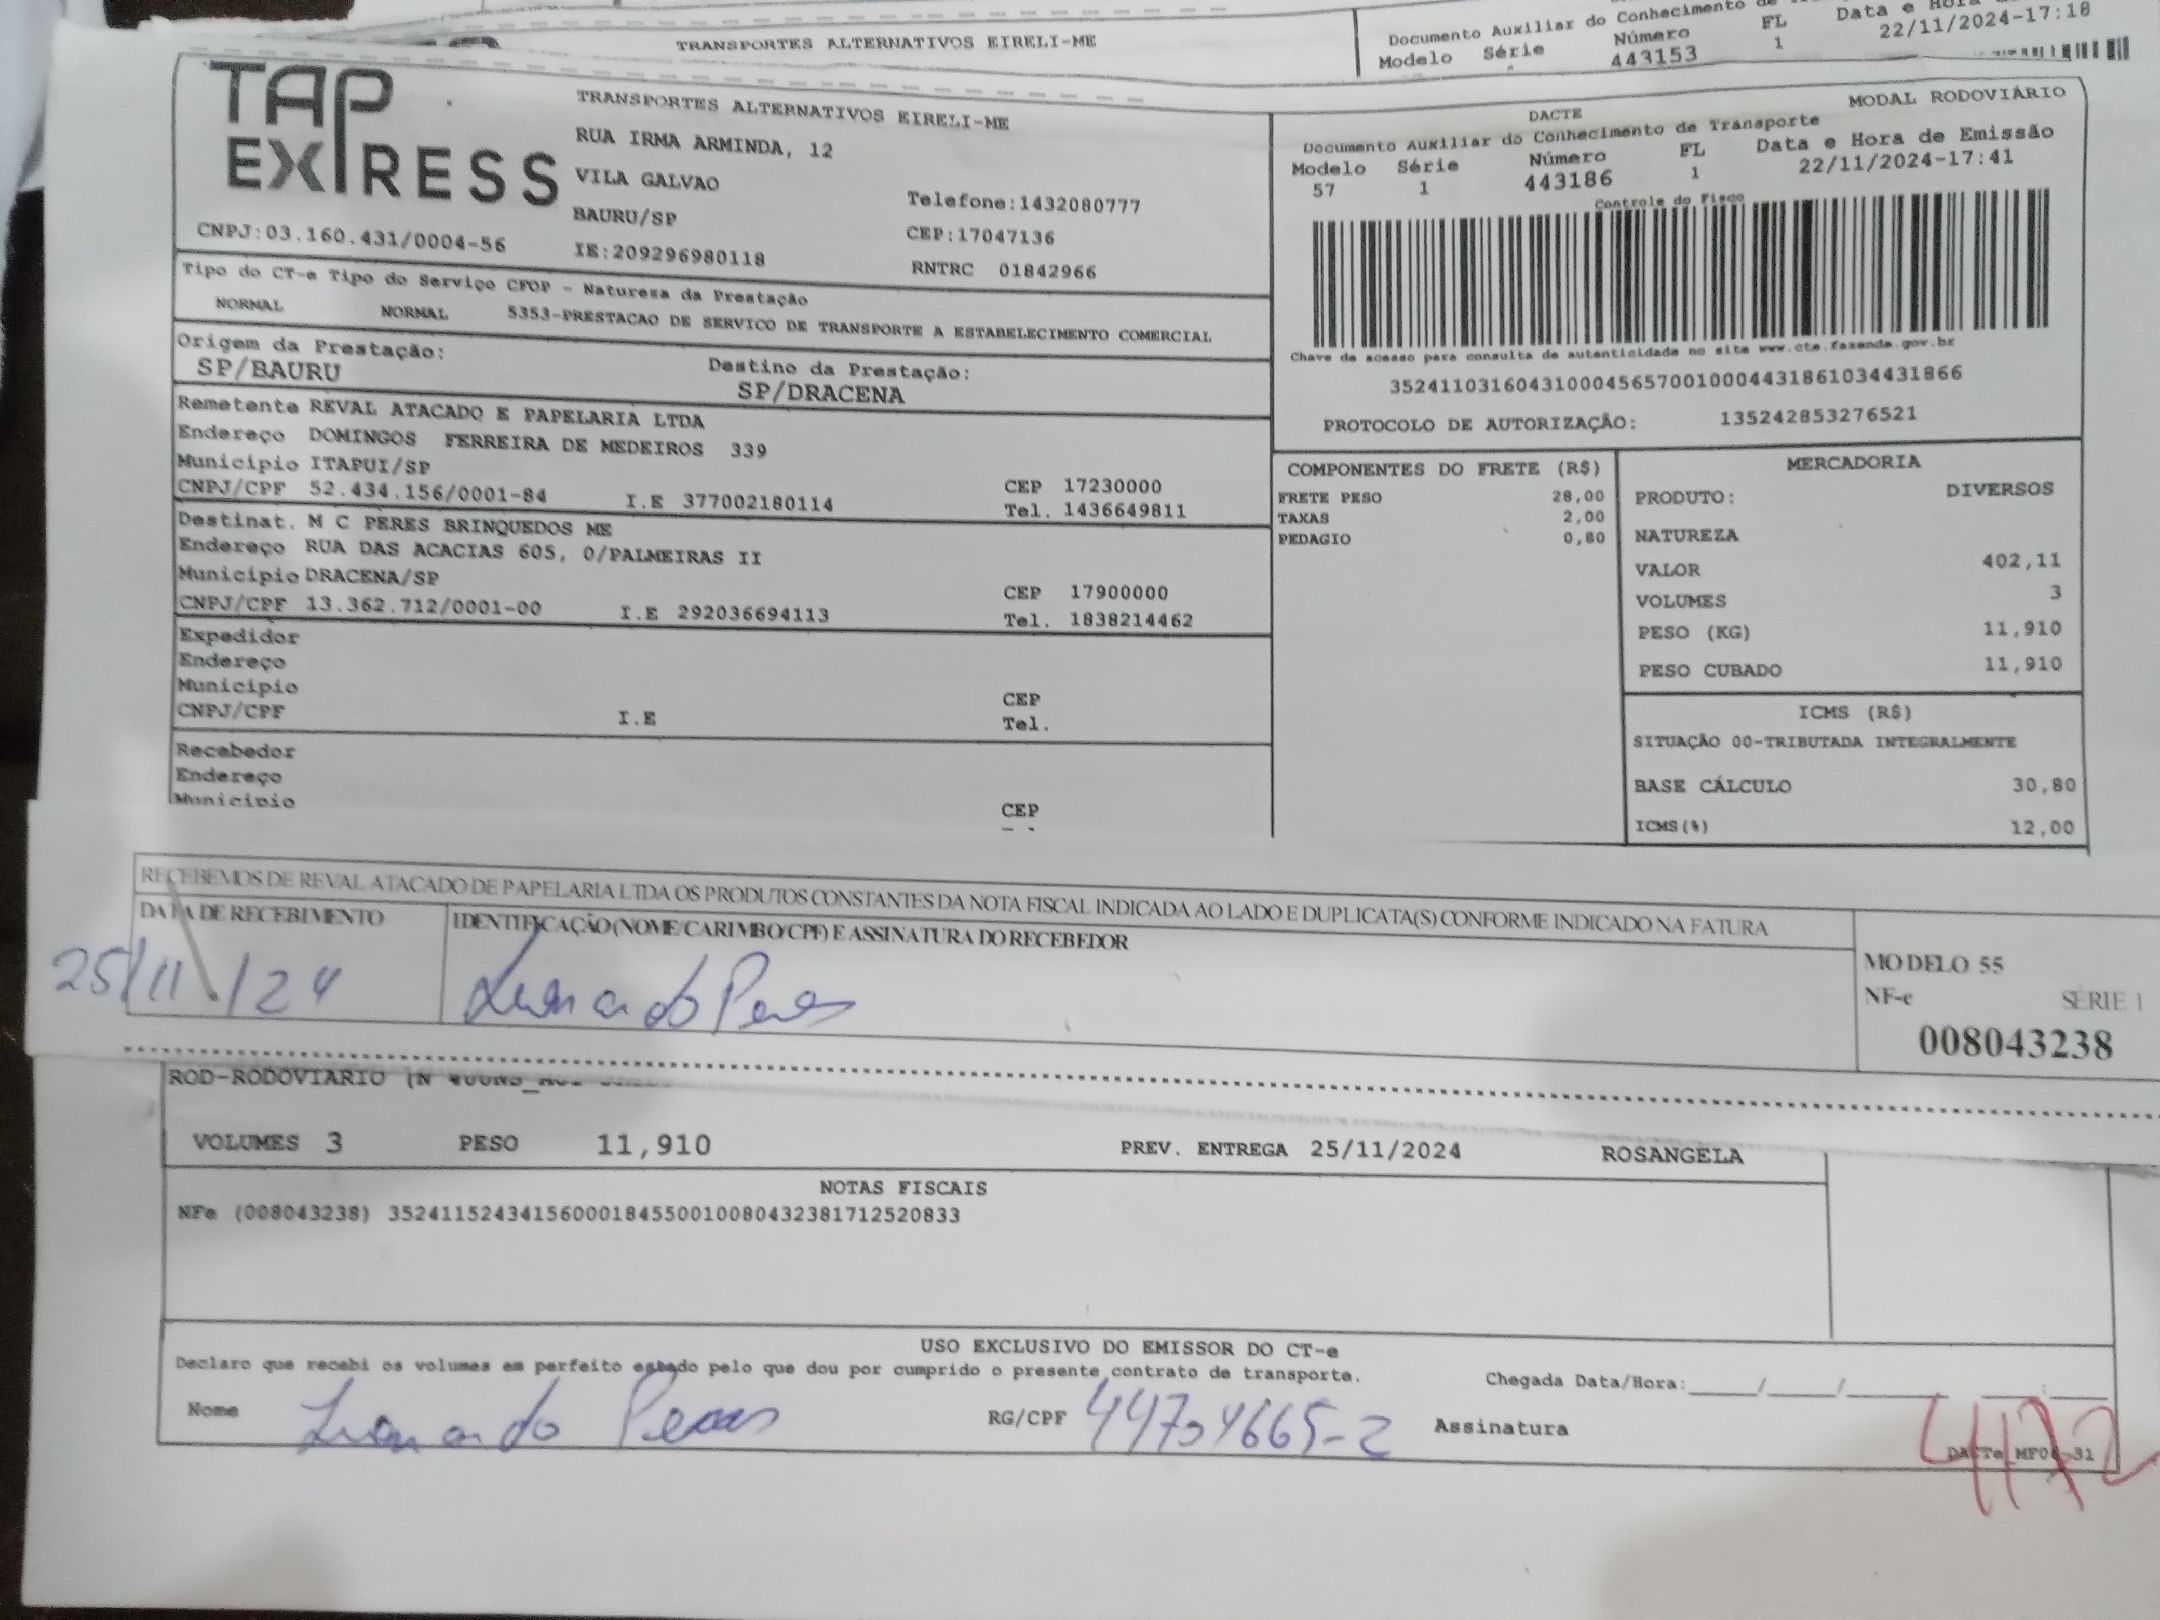 TRANSPORTES ALTERNATIVOS EIRELI-ME
Documento Auxiliar do Conhecimento de
Modelo Série Número FL Data e Hora
443153 1 22/11/2024-17:18
TAP EXPRESS
CNPJ:03.160.431/0004-56
TRANSPORTES ALTERNATIVOS EIRELI-ME
RUA IRMA ARMINDA, 12
VILA GALVAO
BAURU/SP
IE:209296980118
Telefone:1432080777
CEP:17047136
RNTRC 01842966
DACTE MODAL RODOVIÁRIO
Documento Auxiliar do Conhecimento de Transporte
Modelo Série Número FL Data e Hora de Emissão
57 1 443186 1 22/11/2024-17:41
Controle do Fisco
Chave de acesso para consulta de autenticidade no site www.cte.fazenda.gov.br
35241103160431000456570010004431861034431866
PROTOCOLO DE AUTORIZAÇÃO: 135242853276521
Tipo do CT-e Tipo do Serviço CFOP - Natureza da Prestação
NORMAL NORMAL 5353-PRESTACAO DE SERVICO DE TRANSPORTE A ESTABELECIMENTO COMERCIAL
Origem da Prestação: Destino da Prestação:
SP/BAURU SP/DRACENA
Remetente REVAL ATACADO E PAPELARIA LTDA
Endereço DOMINGOS FERREIRA DE MEDEIROS 339
Municipio ITAPUI/SP CEP 17230000
CNPJ/CPF 52.434.156/0001-84 I.E 377002180114 Tel. 1436649811
Destinat. M C PERES BRINQUEDOS ME
Endereço RUA DAS ACACIAS 605, 0/PALMEIRAS II
Municipio DRACENA/SP CEP 17900000
CNPJ/CPF 13.362.712/0001-00 I.E 292036694113 Tel. 1838214462
Expedidor
Endereço
Municipio CEP
CNPJ/CPF I.E Tel.
Recebedor
Endereço
Municipio CEP
COMPONENTES DO FRETE (R$)
FRETE PESO 28,00
TAXAS 2,00
PEDAGIO 0,80
MERCADORIA
PRODUTO: DIVERSOS
NATUREZA
VALOR 402,11
VOLUMES 3
PESO (KG) 11,910
PESO CUBADO 11,910
ICMS (R$)
SITUAÇÃO 00-TRIBUTADA INTEGRALMENTE
BASE CÁLCULO 30,80
ICMS(%) 12,00
RECEBEMOS DE REVAL ATACADO DE PAPELARIA LTDA OS PRODUTOS CONSTANTES DA NOTA FISCAL INDICADA AO LADO E DUPLICATA(S) CONFORME INDICADO NA FATURA
DATA DE RECEBIMENTO IDENTIFICAÇÃO (NOME/CARIMBO/CPF) E ASSINATURA DO RECEBEDOR
25/11/24 Leonardo Peres
MODELO 55
NF-e SÉRIE 1
008043238
ROD-RODOVIARIO (N
VOLUMES 3 PESO 11,910 PREV. ENTREGA 25/11/2024 ROSANGELA
NOTAS FISCAIS
NFe (008043238) 35241152434156000184550010080432381712520833
USO EXCLUSIVO DO EMISSOR DO CT-e
Declaro que recebi os volumes em perfeito estado pelo que dou por cumprido o presente contrato de transporte.
Chegada Data/Hora:____/____/____ __:__
Nome Leonardo Peres RG/CPF 44704665-2 Assinatura
4172